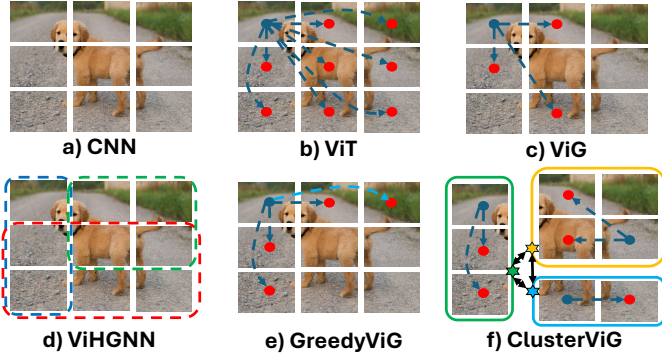 a) CNN
b) ViT
c) ViG
d) ViHGNN
e) GreedyViG
f) ClusterViG